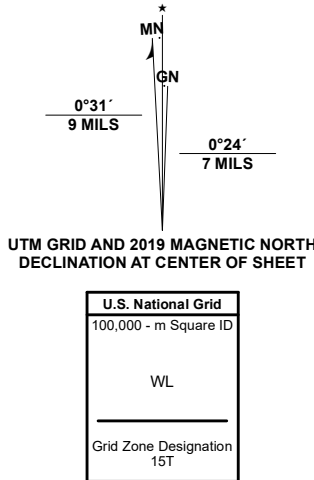 ★
MN
GN
0°31´
9 MILS
0°24´
7 MILS
UTM GRID AND 2019 MAGNETIC NORTH
DECLINATION AT CENTER OF SHEET
U.S. National Grid
100,000 - m Square ID
WL
Grid Zone Designation
15T